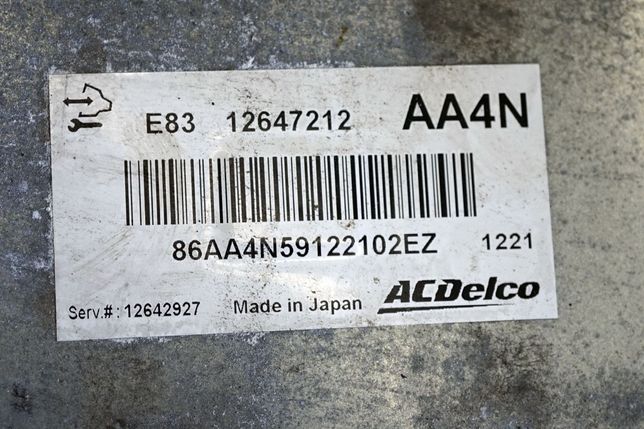 E83 12647212 AA4N
86AA4N59122102EZ 1221
Serv.#: 12642927 Made in Japan ACDelco